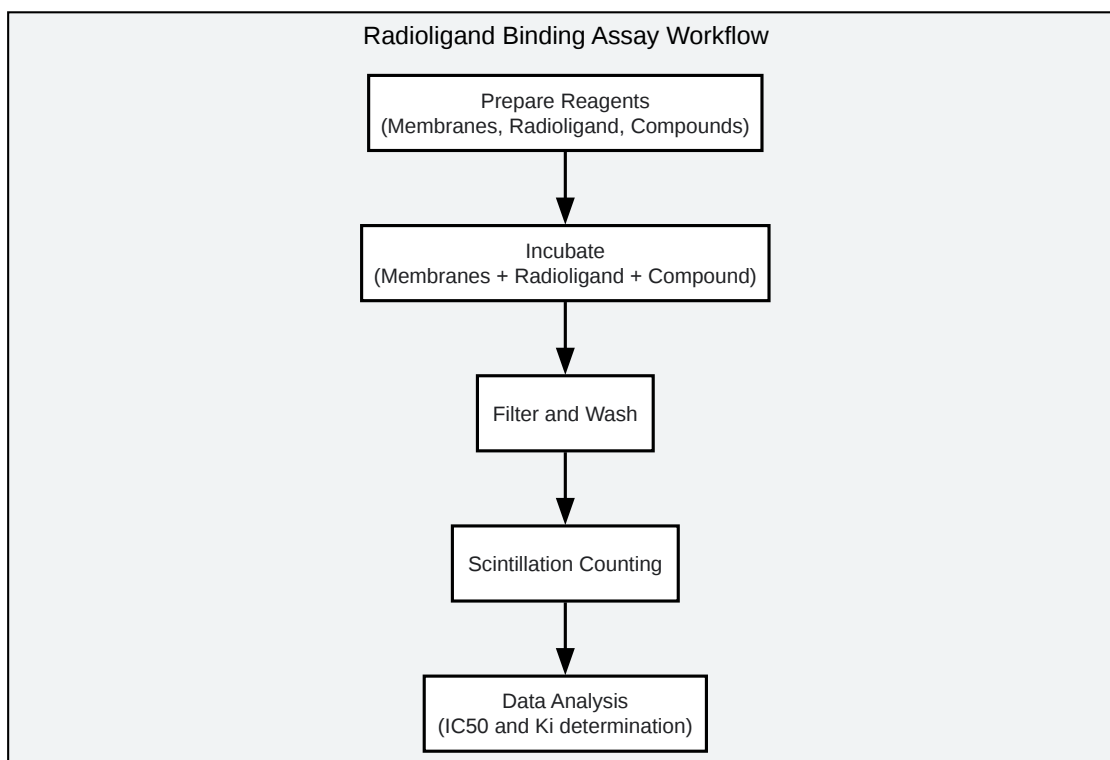 Radioligand Binding Assay Workflow
Prepare Reagents
(Membranes, Radioligand, Compounds)
Incubate
(Membranes + Radioligand + Compound)
Filter and Wash
Scintillation Counting
Data Analysis
(IC50 and Ki determination)